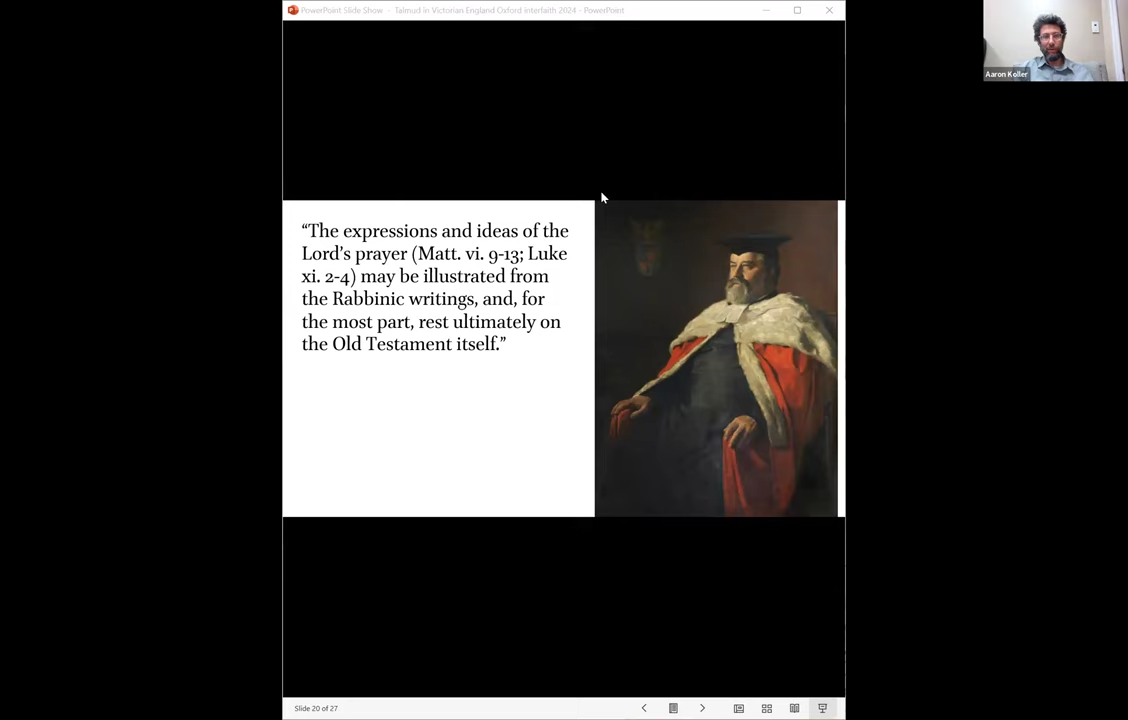 PowerPoint Slide Show - Talmud in Victorian England Oxford interfaith 2024 - PowerPoint
Aaron Koller
“The expressions and ideas of the
Lord’s prayer (Matt. vi. 9-13; Luke
xi. 2-4) may be illustrated from
the Rabbinic writings, and, for
the most part, rest ultimately on
the Old Testament itself.”
Slide 20 of 27